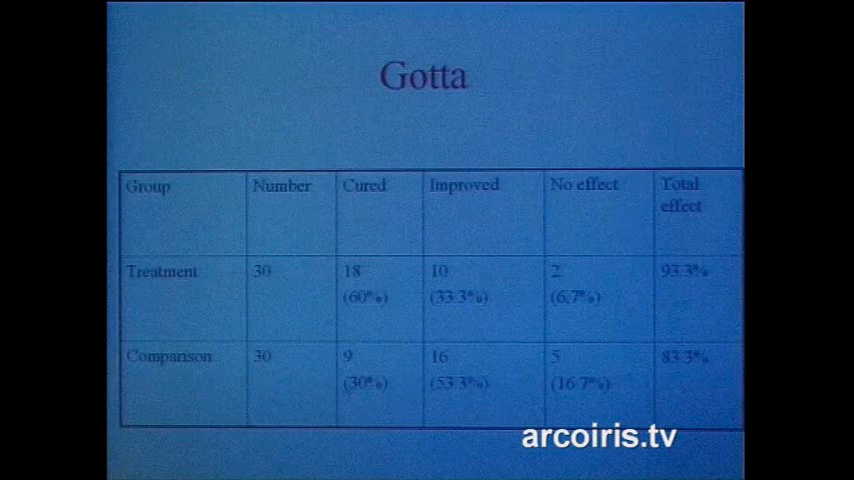 Gotta
Group Number Cured Improved No effect Total effect
Treatment 30 18 (60%) 10 (33.3%) 2 (6.7%) 93.3%
Comparison 30 9 (30%) 16 (53.3%) 5 (16.7%) 83.3%
arcoiris.tv